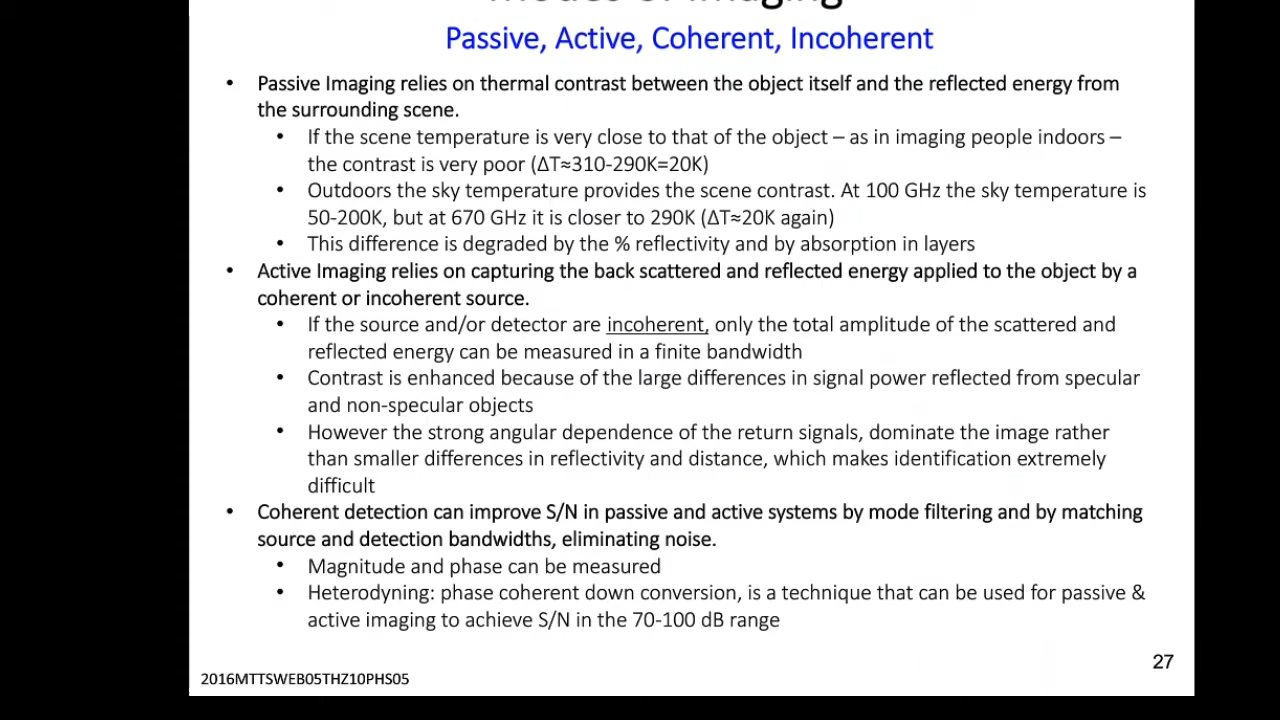 Modes of Imaging
Passive, Active, Coherent, Incoherent
• Passive Imaging relies on thermal contrast between the object itself and the reflected energy from
the surrounding scene.
• If the scene temperature is very close to that of the object – as in imaging people indoors –
the contrast is very poor (ΔT≈310-290K=20K)
• Outdoors the sky temperature provides the scene contrast. At 100 GHz the sky temperature is
50-200K, but at 670 GHz it is closer to 290K (ΔT≈20K again)
• This difference is degraded by the % reflectivity and by absorption in layers
• Active Imaging relies on capturing the back scattered and reflected energy applied to the object by a
coherent or incoherent source.
• If the source and/or detector are incoherent, only the total amplitude of the scattered and
reflected energy can be measured in a finite bandwidth
• Contrast is enhanced because of the large differences in signal power reflected from specular
and non-specular objects
• However the strong angular dependence of the return signals, dominate the image rather
than smaller differences in reflectivity and distance, which makes identification extremely
difficult
• Coherent detection can improve S/N in passive and active systems by mode filtering and by matching
source and detection bandwidths, eliminating noise.
• Magnitude and phase can be measured
• Heterodyning: phase coherent down conversion, is a technique that can be used for passive &
active imaging to achieve S/N in the 70-100 dB range
27
2016MTTSWEB05THZ10PHS05